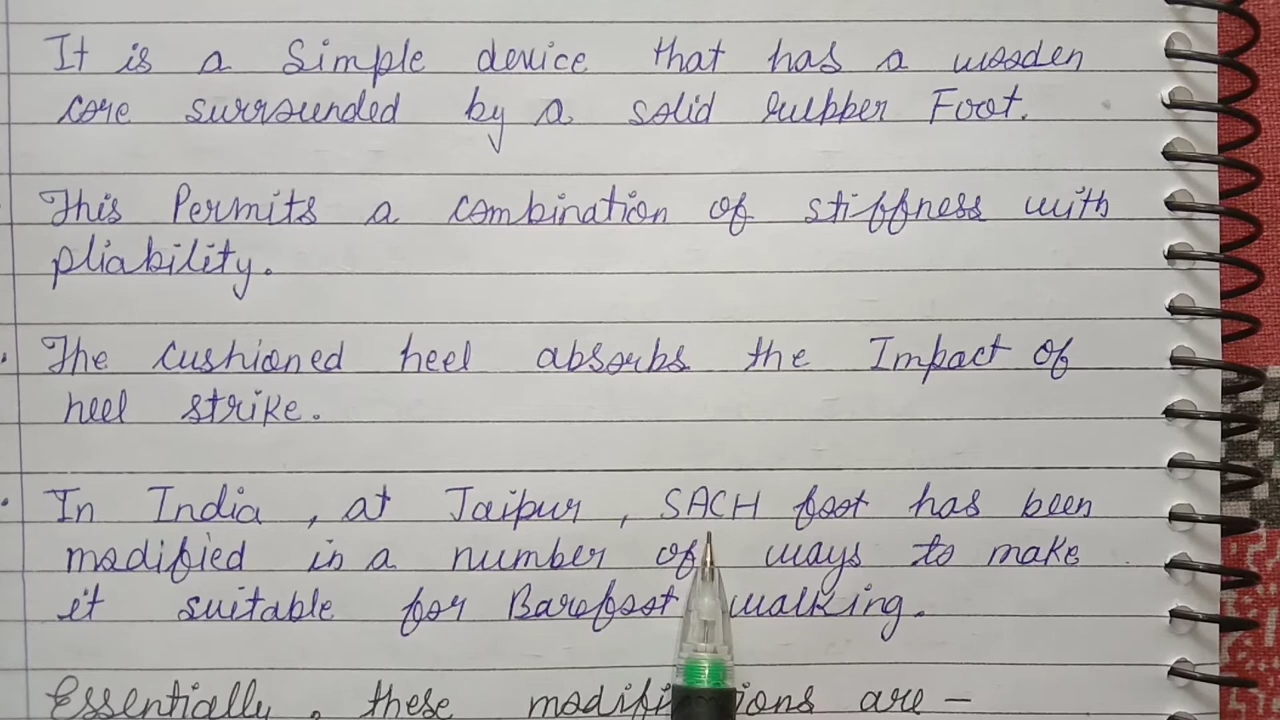 It is a Simple device that has a wooden
core surrounded by a solid rubber Foot.
This Permits a combination of stiffness with
pliability.
• The cushioned heel absorbs the Impact of
heel strike.
• In India, at Jaipur, SACH foot has been
modified in a number of ways to make
it suitable for Barefoot walking.
Essentially, these are -